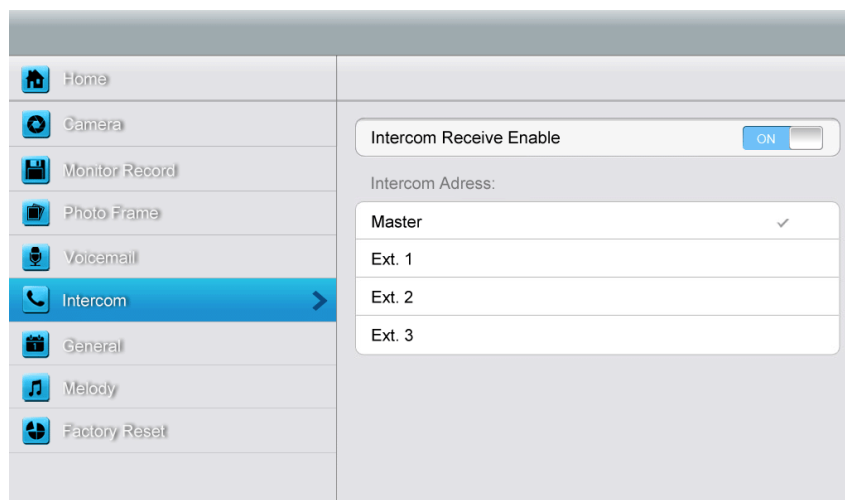 Home
Camera
Monitor Record
Photo Frame
Voicemail
Intercom
General
Melody
Factory Reset
Intercom Receive Enable ON
Intercom Adress:
Master
Ext. 1
Ext. 2
Ext. 3